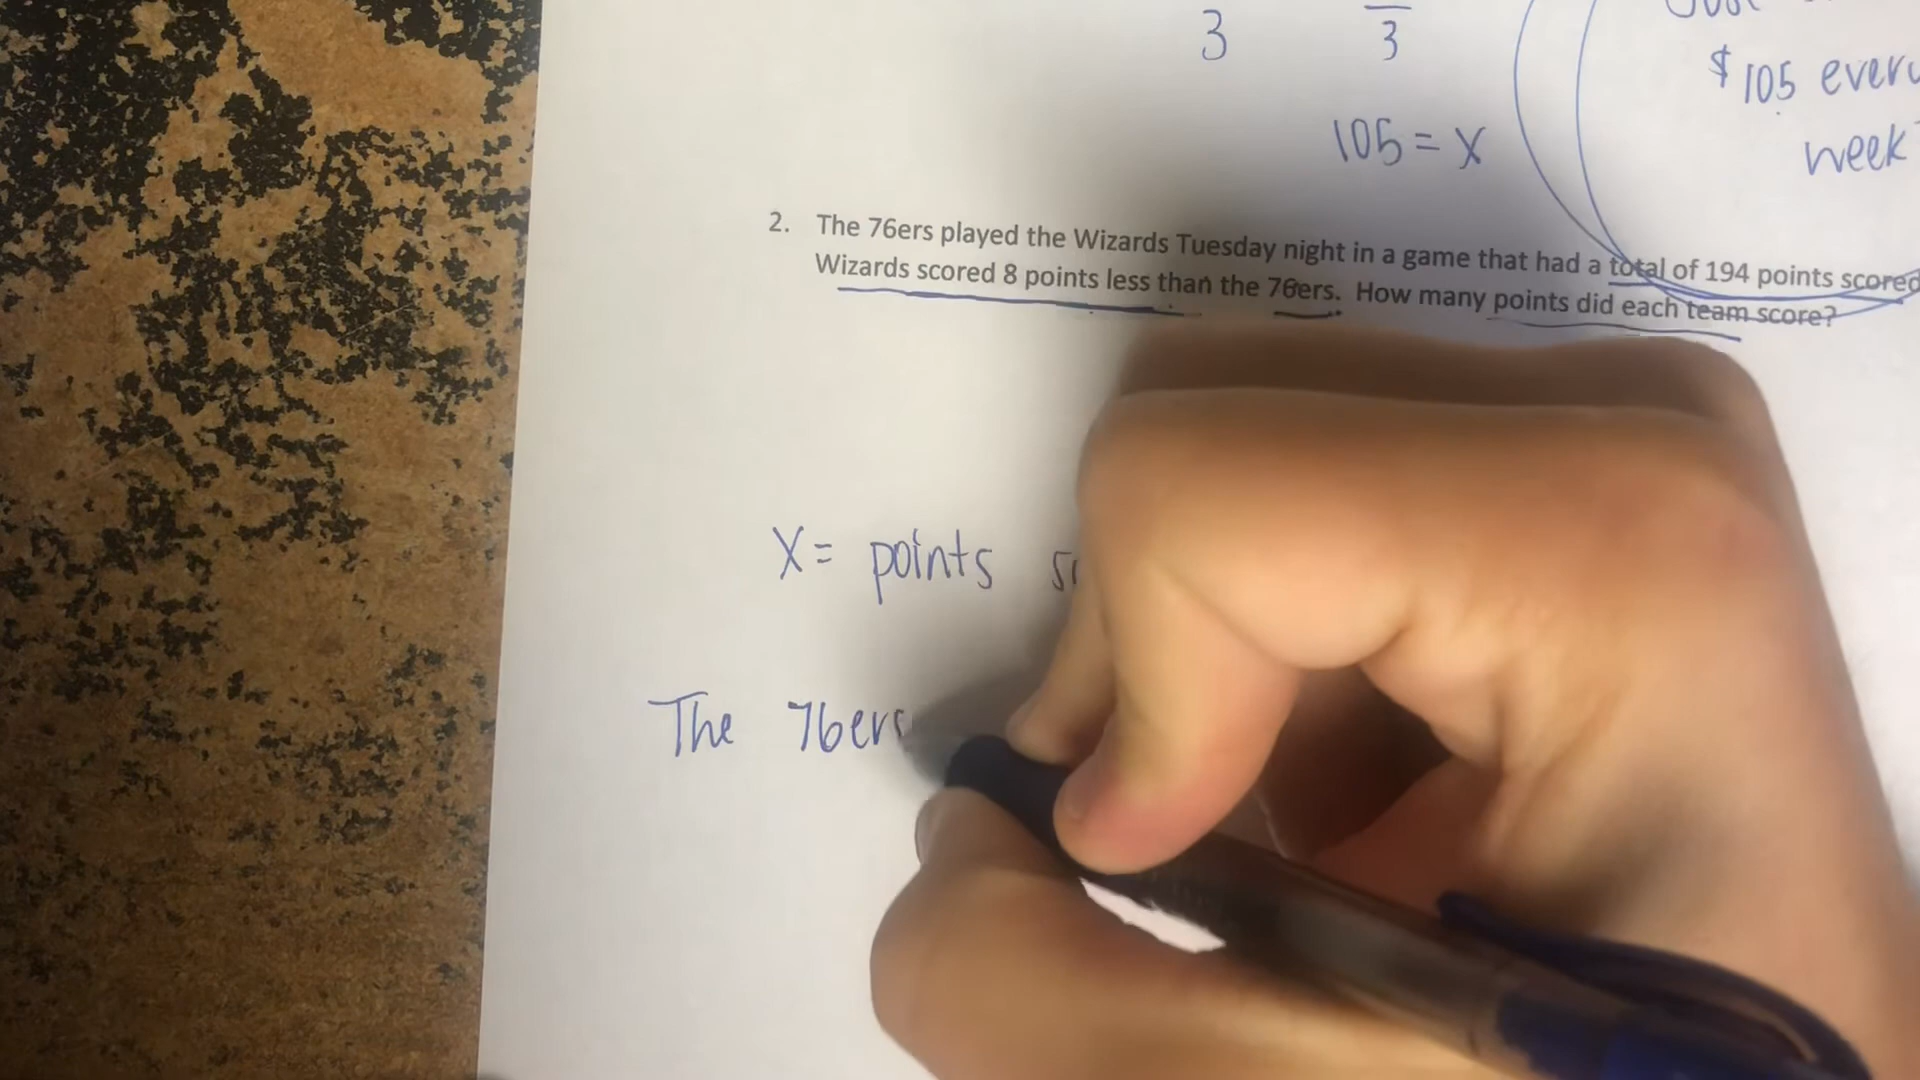 3 3
$105 every
105 = x
week
2. The 76ers played the Wizards Tuesday night in a game that had a total of 194 points scored
Wizards scored 8 points less than the 76ers. How many points did each team score?
X = points
The 76ers